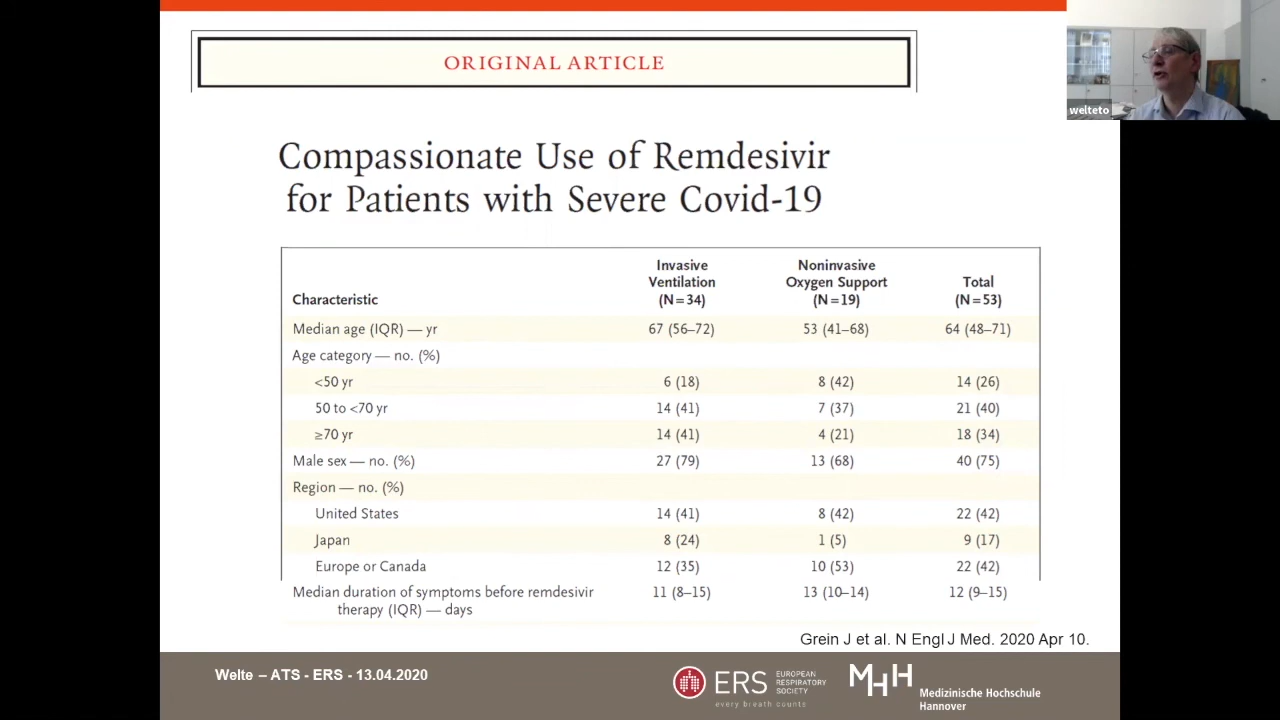 ORIGINAL ARTICLE
welteto
Compassionate Use of Remdesivir
for Patients with Severe Covid-19
Characteristic Invasive Ventilation (N=34) Noninvasive Oxygen Support (N=19) Total (N=53)
Median age (IQR) — yr 67 (56–72) 53 (41–68) 64 (48–71)
Age category — no. (%)
<50 yr 6 (18) 8 (42) 14 (26)
50 to <70 yr 14 (41) 7 (37) 21 (40)
≥70 yr 14 (41) 4 (21) 18 (34)
Male sex — no. (%) 27 (79) 13 (68) 40 (75)
Region — no. (%)
United States 14 (41) 8 (42) 22 (42)
Japan 8 (24) 1 (5) 9 (17)
Europe or Canada 12 (35) 10 (53) 22 (42)
Median duration of symptoms before remdesivir 11 (8–15) 13 (10–14) 12 (9–15)
therapy (IQR) — days
Grein J et al. N Engl J Med. 2020 Apr 10.
Welte – ATS - ERS - 13.04.2020
ERS EUROPEAN RESPIRATORY SOCIETY
every breath counts
MHH Medizinische Hochschule
Hannover